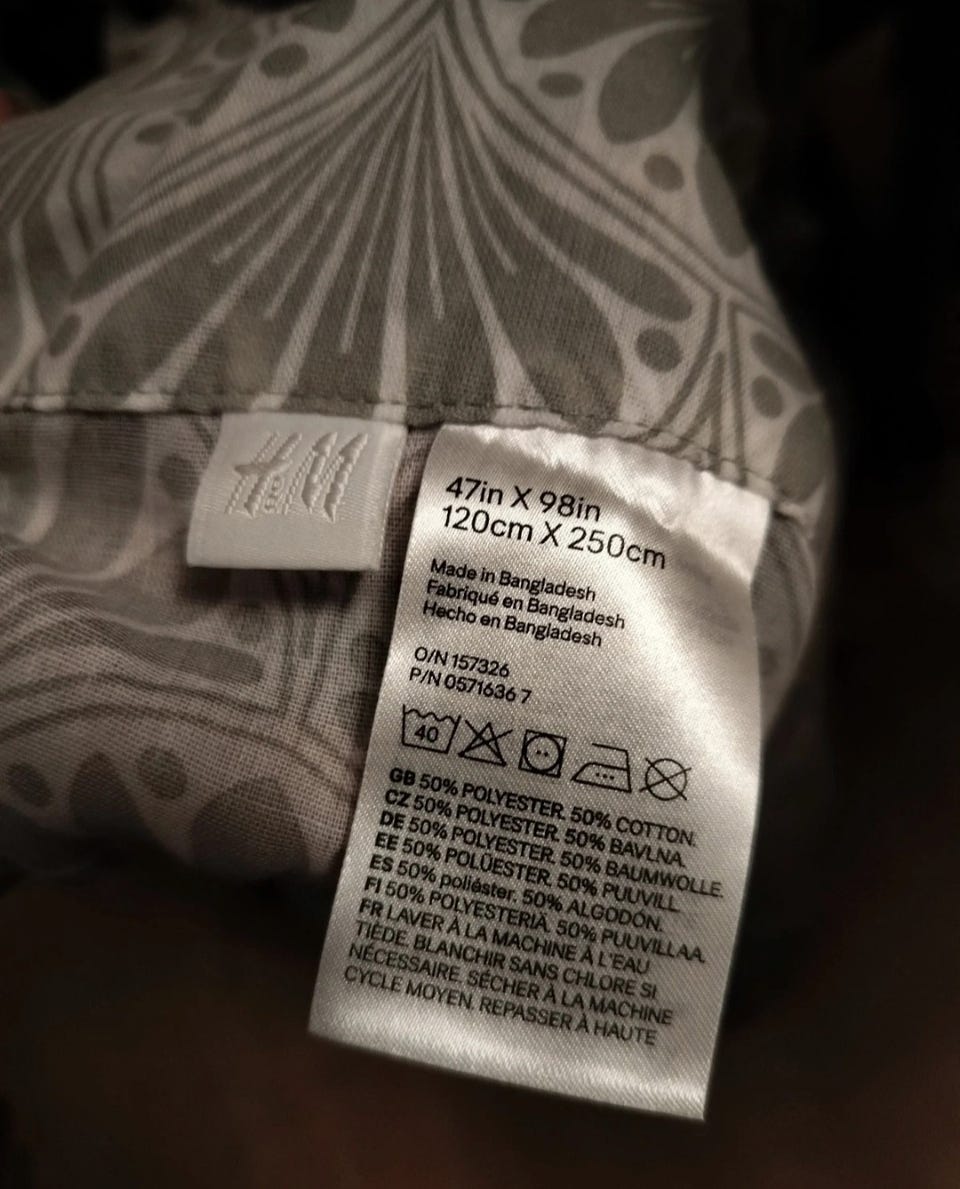 H&M
47in X 98in
120cm X 250cm
Made in Bangladesh
Fabriqué en Bangladesh
Hecho en Bangladesh
O/N 157326
P/N 0571636 7
40
GB 50% POLYESTER. 50% COTTON.
CZ 50% POLYESTER. 50% BAVLNA.
DE 50% POLYESTER. 50% BAUMWOLLE.
EE 50% POLÜESTER. 50% PUUVILL.
ES 50% poliéster. 50% ALGODÓN.
FI 50% POLYESTERIÄ. 50% PUUVILLAA.
FR LAVER À LA MACHINE À L'EAU
TIÈDE. BLANCHIR SANS CHLORE SI
NÉCESSAIRE. SÉCHER À LA MACHINE
CYCLE MOYEN. REPASSER À HAUTE